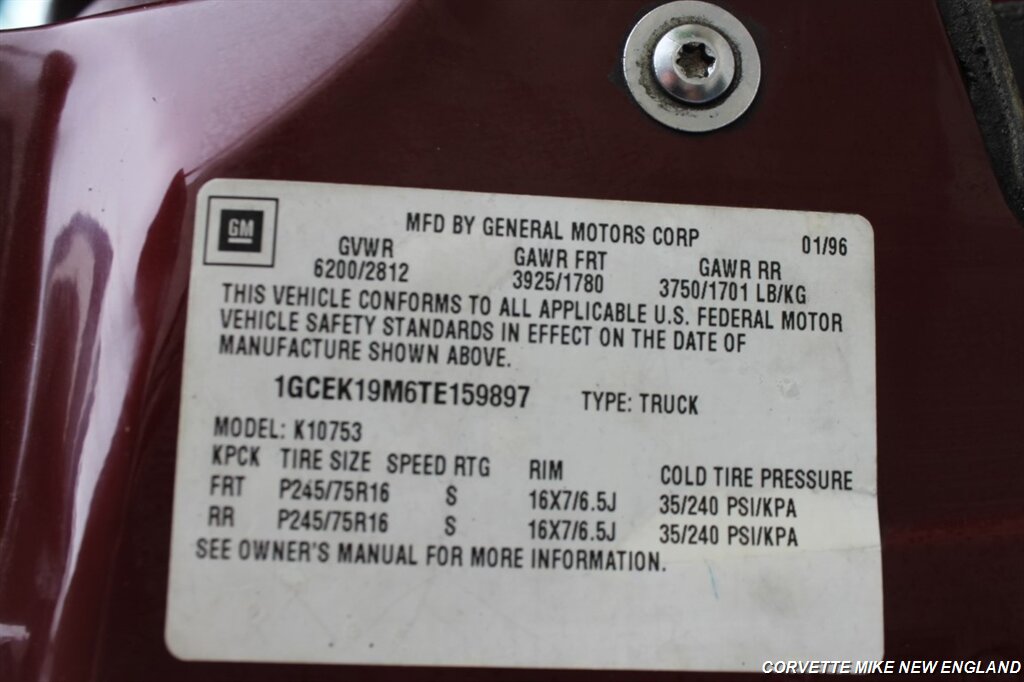 GM
MFD BY GENERAL MOTORS CORP 01/96
GVWR GAWR FRT GAWR RR
6200/2812 3925/1780 3750/1701 LB/KG
THIS VEHICLE CONFORMS TO ALL APPLICABLE U.S. FEDERAL MOTOR
VEHICLE SAFETY STANDARDS IN EFFECT ON THE DATE OF
MANUFACTURE SHOWN ABOVE.
1GCEK19M6TE159897 TYPE: TRUCK
MODEL: K10753
KPCK TIRE SIZE SPEED RTG RIM COLD TIRE PRESSURE
FRT P245/75R16 S 16X7/6.5J 35/240 PSI/KPA
RR P245/75R16 S 16X7/6.5J 35/240 PSI/KPA
SEE OWNER'S MANUAL FOR MORE INFORMATION.
CORVETTE MIKE NEW ENGLAND